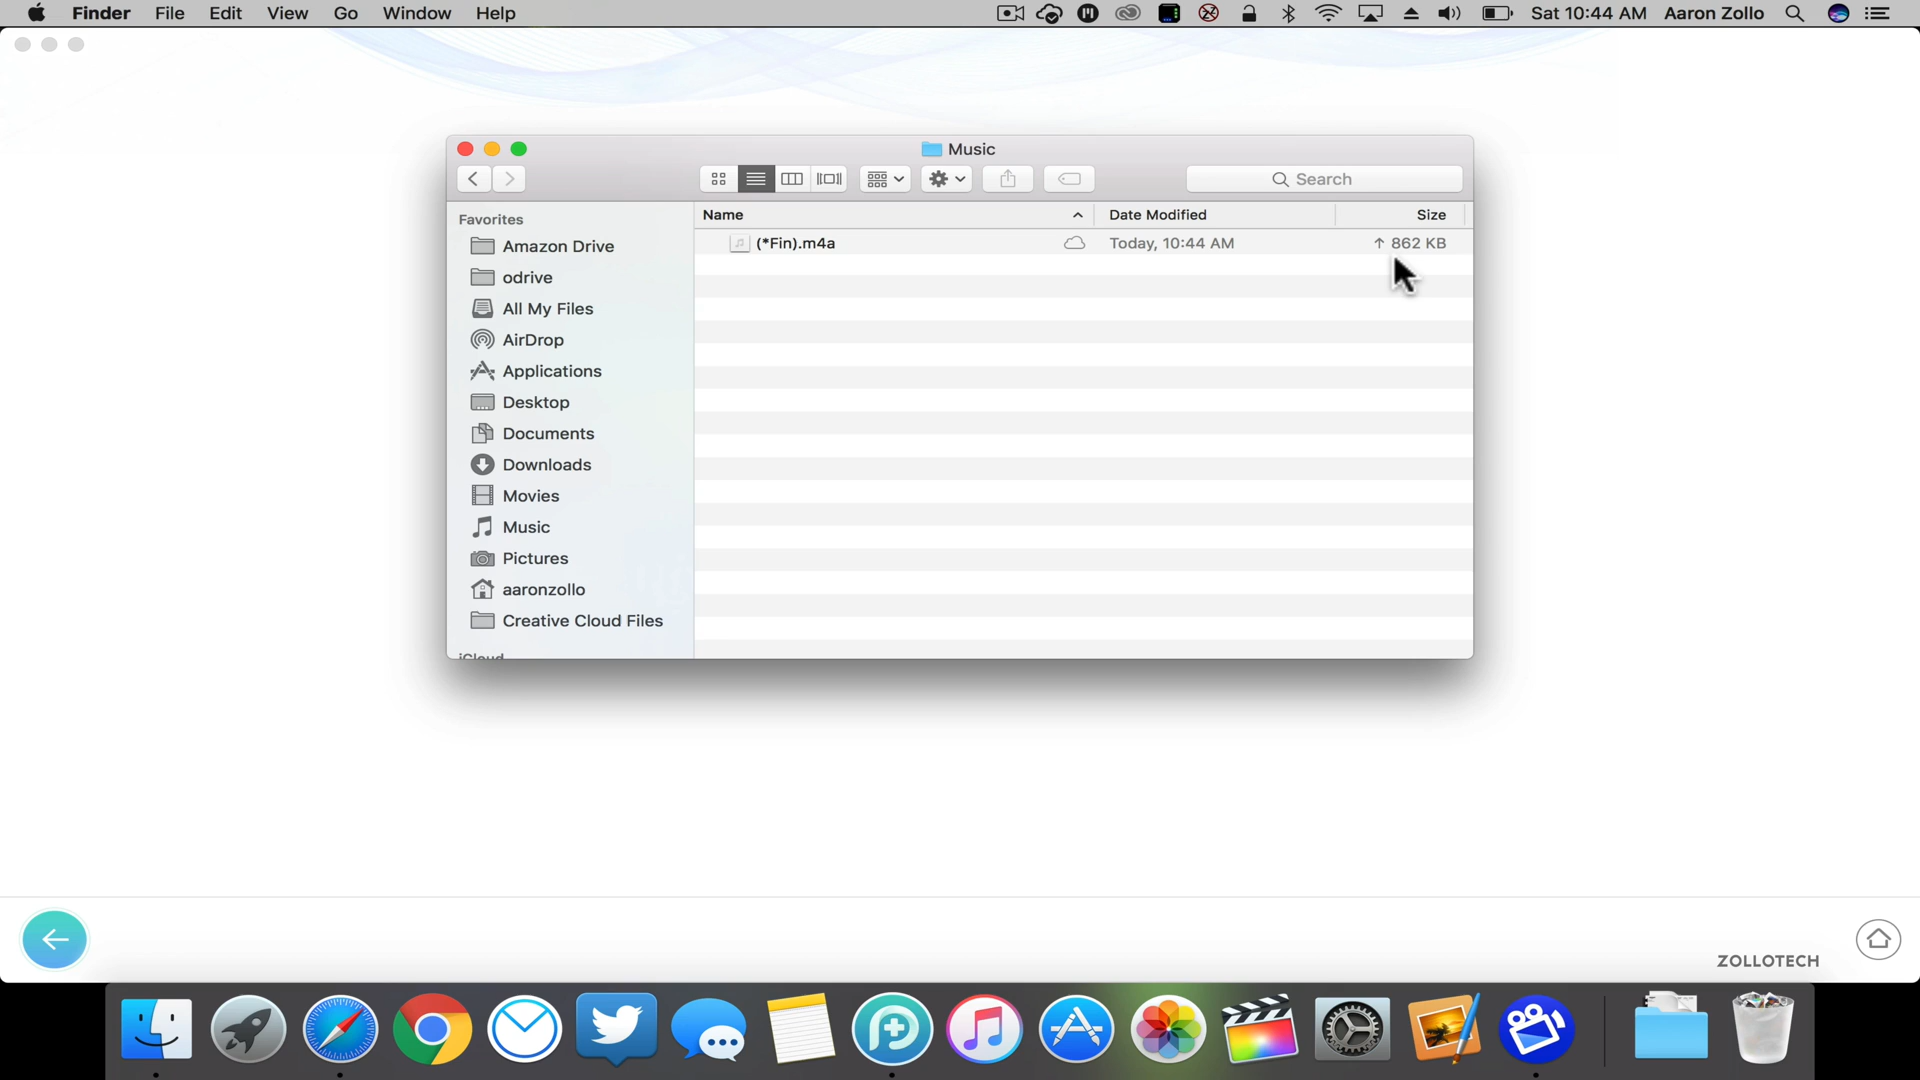 Finder File Edit View Go Window Help Sat 10:44 AM Aaron Zollo
Music
Search
Name Date Modified Size
(*Fin).m4a Today, 10:44 AM ↑ 862 KB
Favorites
Amazon Drive
odrive
All My Files
AirDrop
Applications
Desktop
Documents
Downloads
Movies
Music
Pictures
aaronzollo
Creative Cloud Files
iCloud
ZOLLOTECH